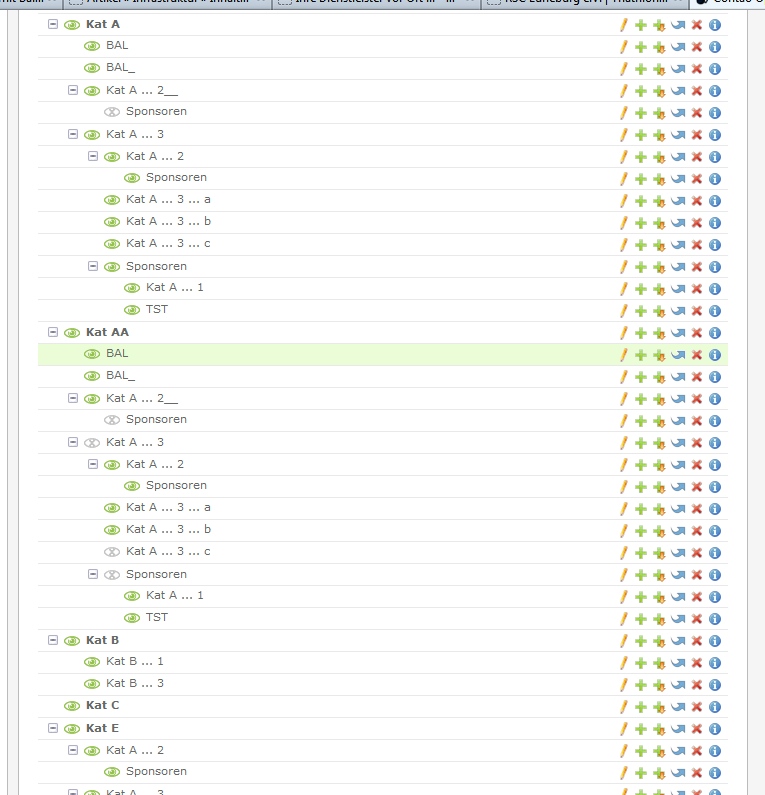 Kat A
BAL
BAL_
Kat A ... 2__
Sponsoren
Kat A ... 3
Kat A ... 2
Sponsoren
Kat A ... 3 ... a
Kat A ... 3 ... b
Kat A ... 3 ... c
Sponsoren
Kat A ... 1
TST
Kat AA
BAL
BAL_
Kat A ... 2__
Sponsoren
Kat A ... 3
Kat A ... 2
Sponsoren
Kat A ... 3 ... a
Kat A ... 3 ... b
Kat A ... 3 ... c
Sponsoren
Kat A ... 1
TST
Kat B
Kat B ... 1
Kat B ... 3
Kat C
Kat E
Kat A ... 2
Sponsoren
Kat A ... 3